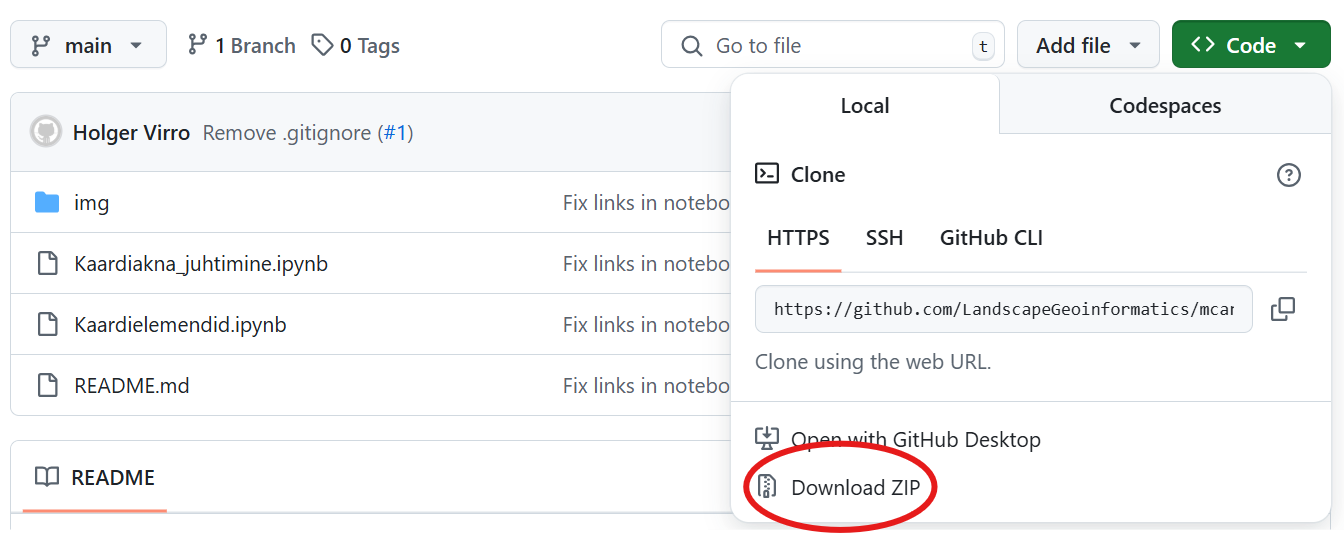 main 1 Branch 0 Tags Go to file t Add file Code
Local Codespaces
Holger Virro Remove .gitignore (#1)
Clone
img Fix links in notebo
HTTPS SSH GitHub CLI
Kaardiakna_juhtimine.ipynb Fix links in notebo
https://github.com/LandscapeGeoinformatics/mcar
Kaardielemendid.ipynb Fix links in notebo
Clone using the web URL.
README.md Fix links in notebo
Open with GitHub Desktop
README
Download ZIP